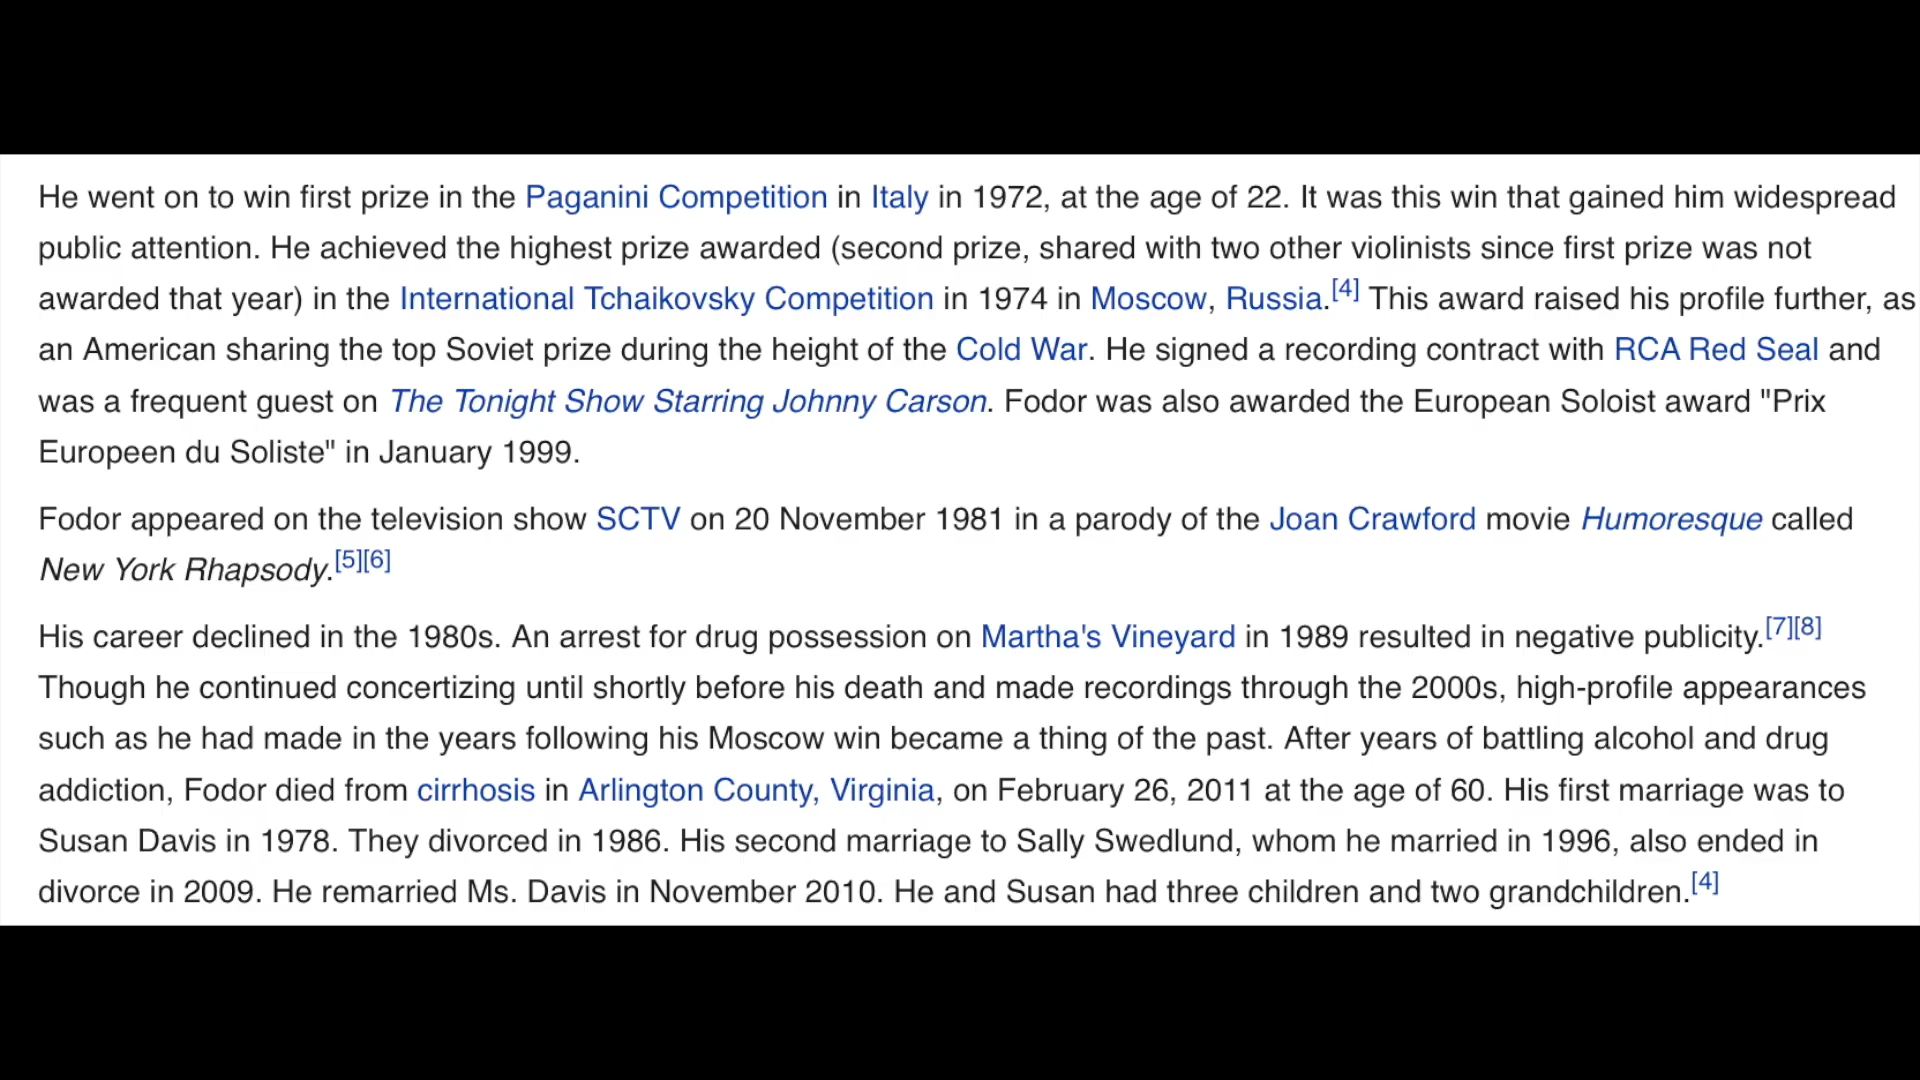 He went on to win first prize in the Paganini Competition in Italy in 1972, at the age of 22. It was this win that gained him widespread
public attention. He achieved the highest prize awarded (second prize, shared with two other violinists since first prize was not
awarded that year) in the International Tchaikovsky Competition in 1974 in Moscow, Russia.[4] This award raised his profile further, as
an American sharing the top Soviet prize during the height of the Cold War. He signed a recording contract with RCA Red Seal and
was a frequent guest on The Tonight Show Starring Johnny Carson. Fodor was also awarded the European Soloist award "Prix
Europeen du Soliste" in January 1999.
Fodor appeared on the television show SCTV on 20 November 1981 in a parody of the Joan Crawford movie Humoresque called
New York Rhapsody.[5][6]
His career declined in the 1980s. An arrest for drug possession on Martha's Vineyard in 1989 resulted in negative publicity.[7][8]
Though he continued concertizing until shortly before his death and made recordings through the 2000s, high-profile appearances
such as he had made in the years following his Moscow win became a thing of the past. After years of battling alcohol and drug
addiction, Fodor died from cirrhosis in Arlington County, Virginia, on February 26, 2011 at the age of 60. His first marriage was to
Susan Davis in 1978. They divorced in 1986. His second marriage to Sally Swedlund, whom he married in 1996, also ended in
divorce in 2009. He remarried Ms. Davis in November 2010. He and Susan had three children and two grandchildren.[4]